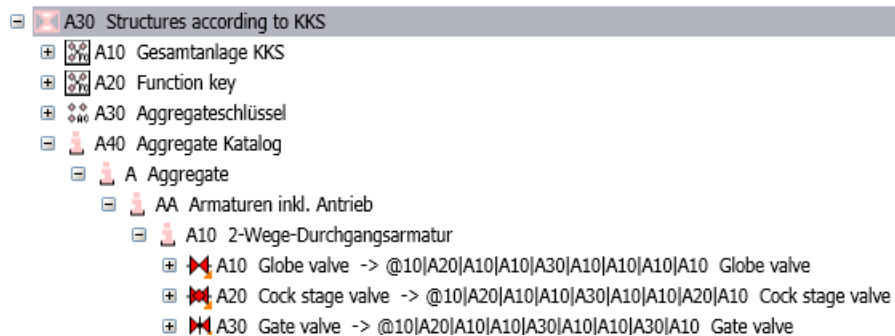 A30 Structures according to KKS
A10 Gesamtanlage KKS
A20 Function key
A30 Aggregateschlüssel
A40 Aggregate Katalog
A Aggregate
AA Armaturen inkl. Antrieb
A10 2-Wege-Durchgangsarmatur
A10 Globe valve -> @10|A20|A10|A10|A30|A10|A10|A10|A10 Globe valve
A20 Cock stage valve -> @10|A20|A10|A10|A30|A10|A10|A20|A10 Cock stage valve
A30 Gate valve -> @10|A20|A10|A10|A30|A10|A10|A30|A10 Gate valve